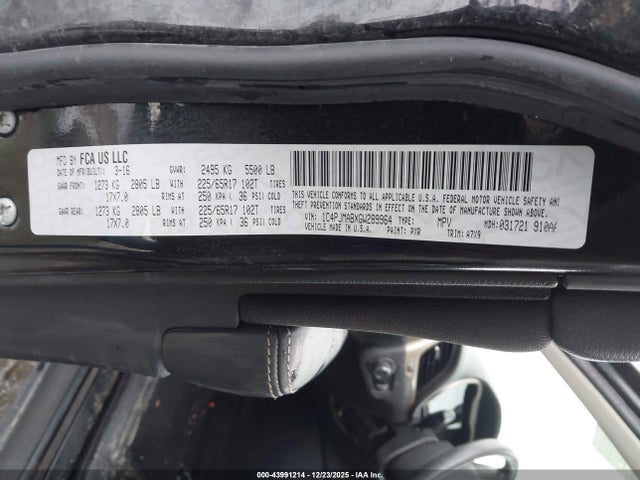 MFD BY FCA US LLC
DATE OF MFR(BUILT): 3-16 GVWR: 2495 KG 5500 LB
GAWR FRONT: 1273 KG 2805 LB WITH 225/65R17 102T TIRES
17X7.0 RIMS AT 250 KPA ( 36 PSI) COLD
GAWR REAR: 1273 KG 2805 LB WITH 225/65R17 102T TIRES
17X7.0 RIMS AT 250 KPA ( 36 PSI) COLD
THIS VEHICLE CONFORMS TO ALL APPLICABLE U.S.A. FEDERAL MOTOR VEHICLE SAFETY AND
THEFT PREVENTION STANDARDS IN EFFECT ON THE DATE OF MANUFACTURE SHOWN ABOVE.
VIN: 1C4PJMABXGW289964 TYPE: MPV MDH: 031721 910AF
VEHICLE MADE IN U.S.A. PAINT: PXR TRIM: A7X9
000-43991214 - 12/23/2025 - IAA Inc.